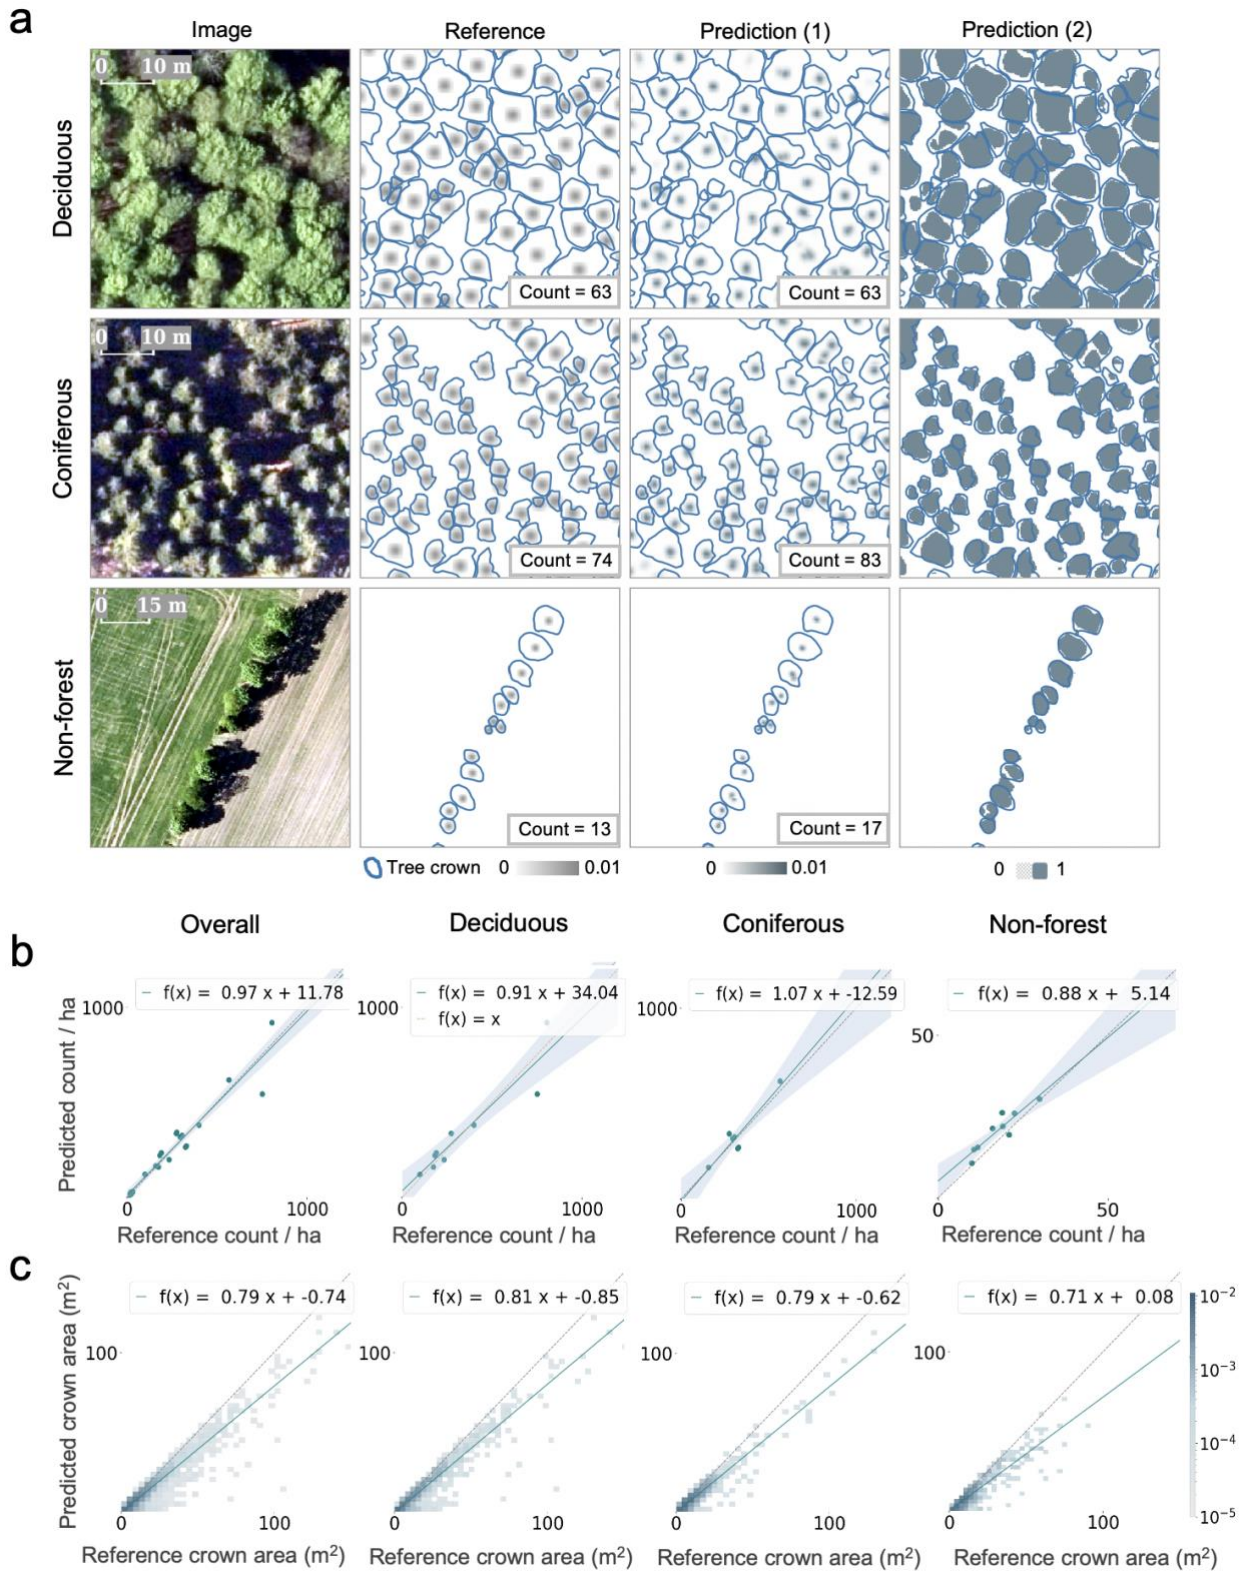 a
Image Reference Prediction (1) Prediction (2)
Deciduous
0 10 m
Count = 63
Count = 63
Coniferous
0 10 m
Count = 74
Count = 83
Non-forest
0 15 m
Count = 13
Count = 17
Tree crown 0 0.01
0 0.01
0 1
b
Overall Deciduous Coniferous Non-forest
Predicted count / ha
f(x) = 0.97 x + 11.78
1000
0 1000
Reference count / ha
f(x) = 0.91 x + 34.04
f(x) = x
1000
0 1000
Reference count / ha
f(x) = 1.07 x + -12.59
1000
0 1000
Reference count / ha
f(x) = 0.88 x + 5.14
50
0 50
Reference count / ha
c
Predicted crown area (m²)
f(x) = 0.79 x + -0.74
100
0 100
Reference crown area (m²)
f(x) = 0.81 x + -0.85
100
0 100
Reference crown area (m²)
f(x) = 0.79 x + -0.62
100
0 100
Reference crown area (m²)
f(x) = 0.71 x + 0.08
100
0 100
Reference crown area (m²)
10⁻²
10⁻³
10⁻⁴
10⁻⁵